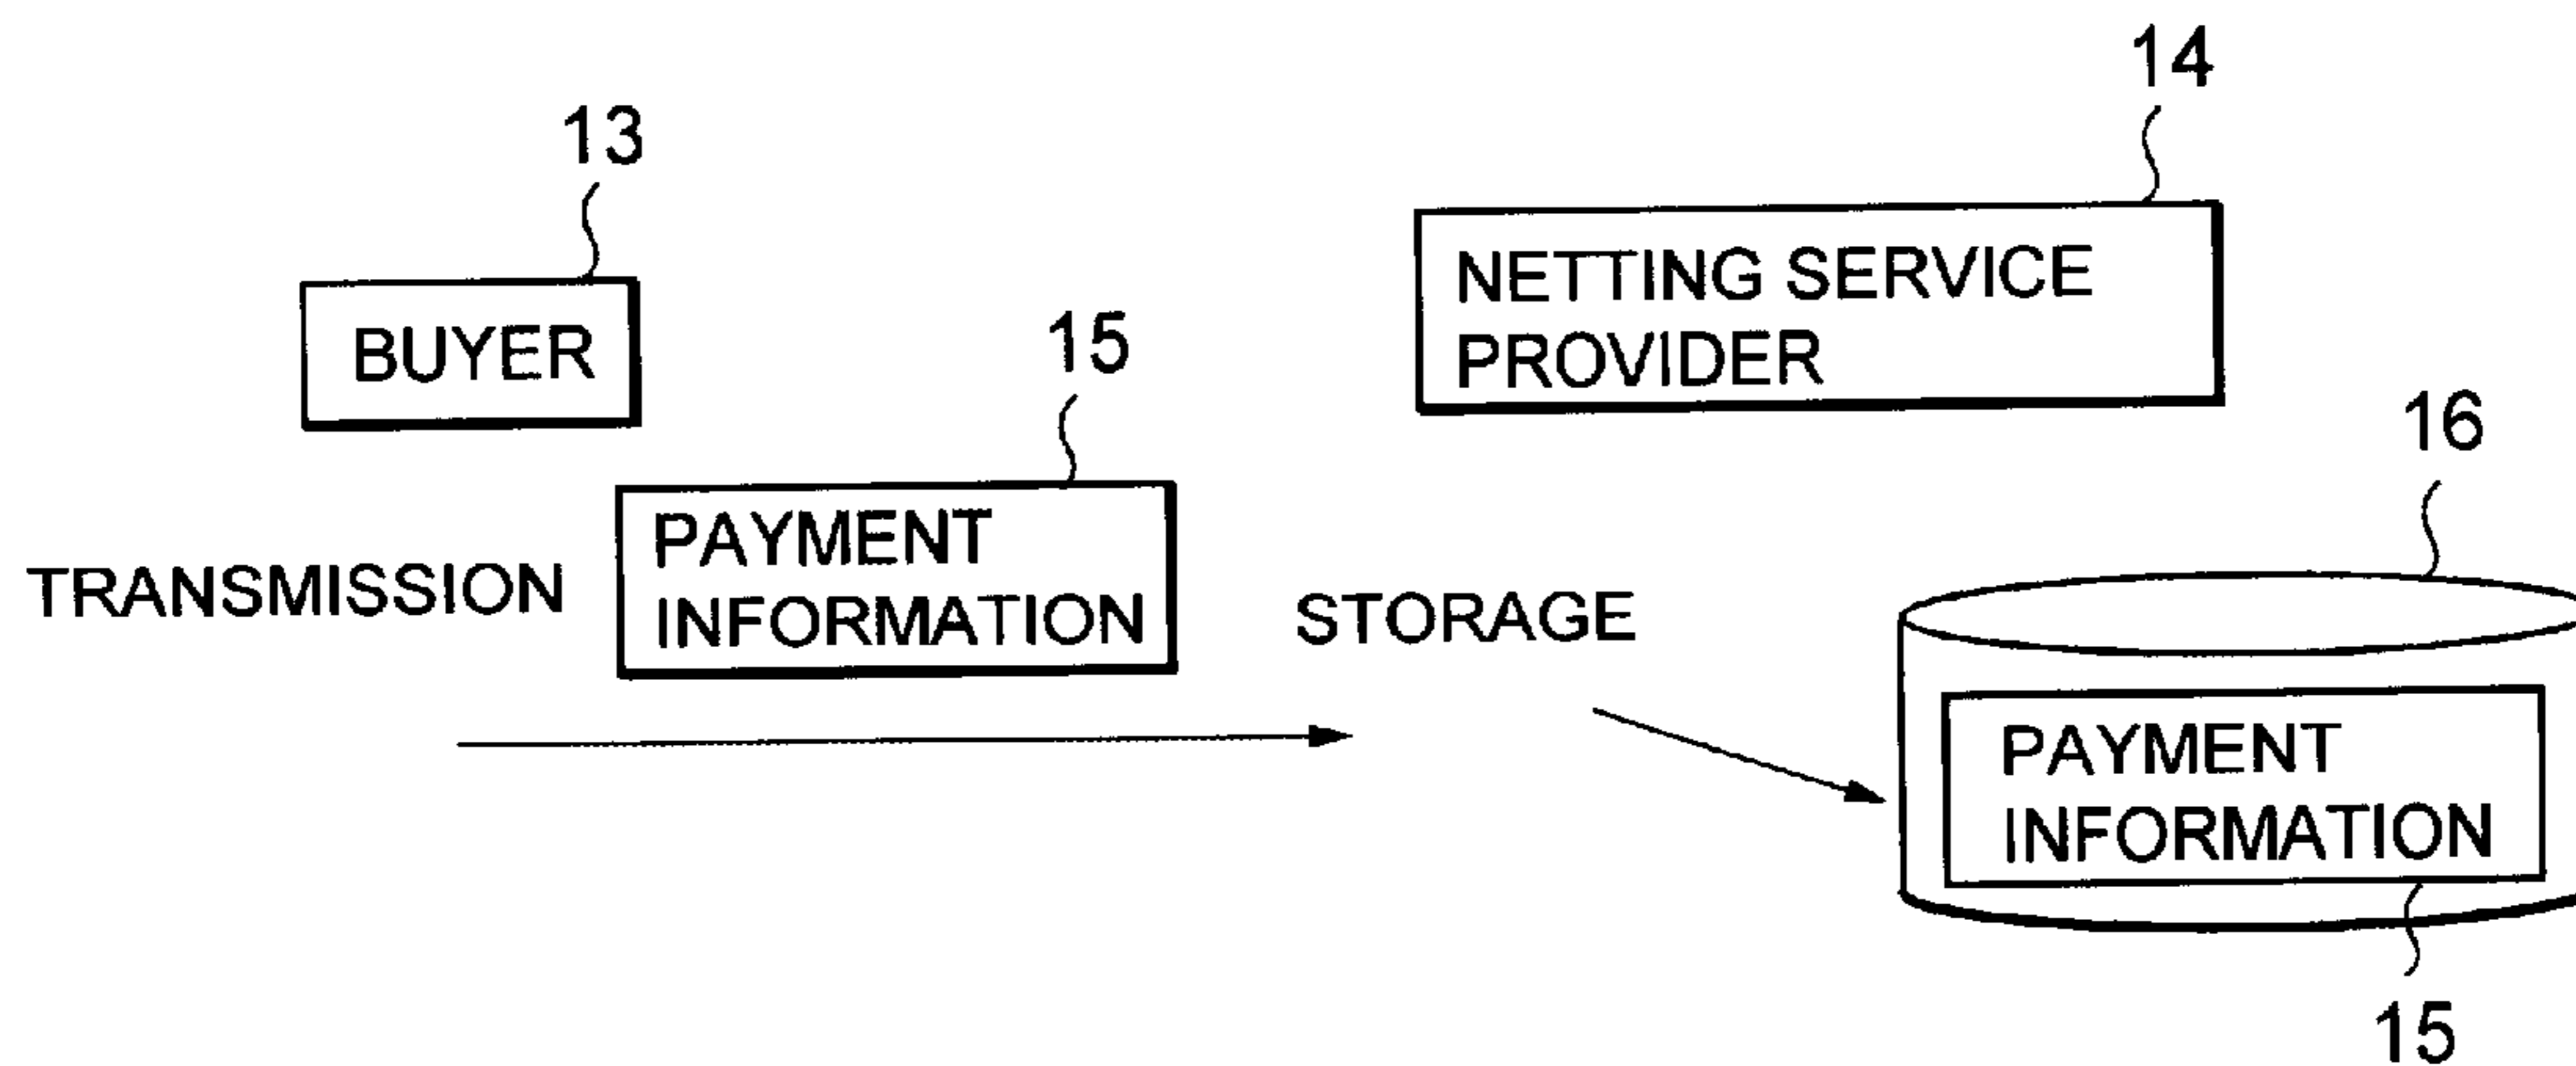 13
BUYER
14
NETTING SERVICE
PROVIDER
15
PAYMENT
INFORMATION
TRANSMISSION
STORAGE
16
PAYMENT
INFORMATION
15